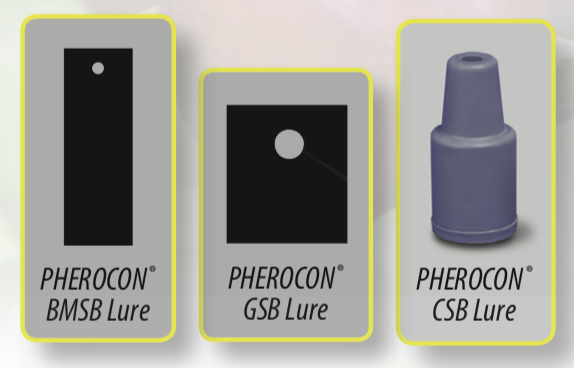 PHEROCON®
BMSB Lure
PHEROCON®
GSB Lure
PHEROCON®
CSB Lure